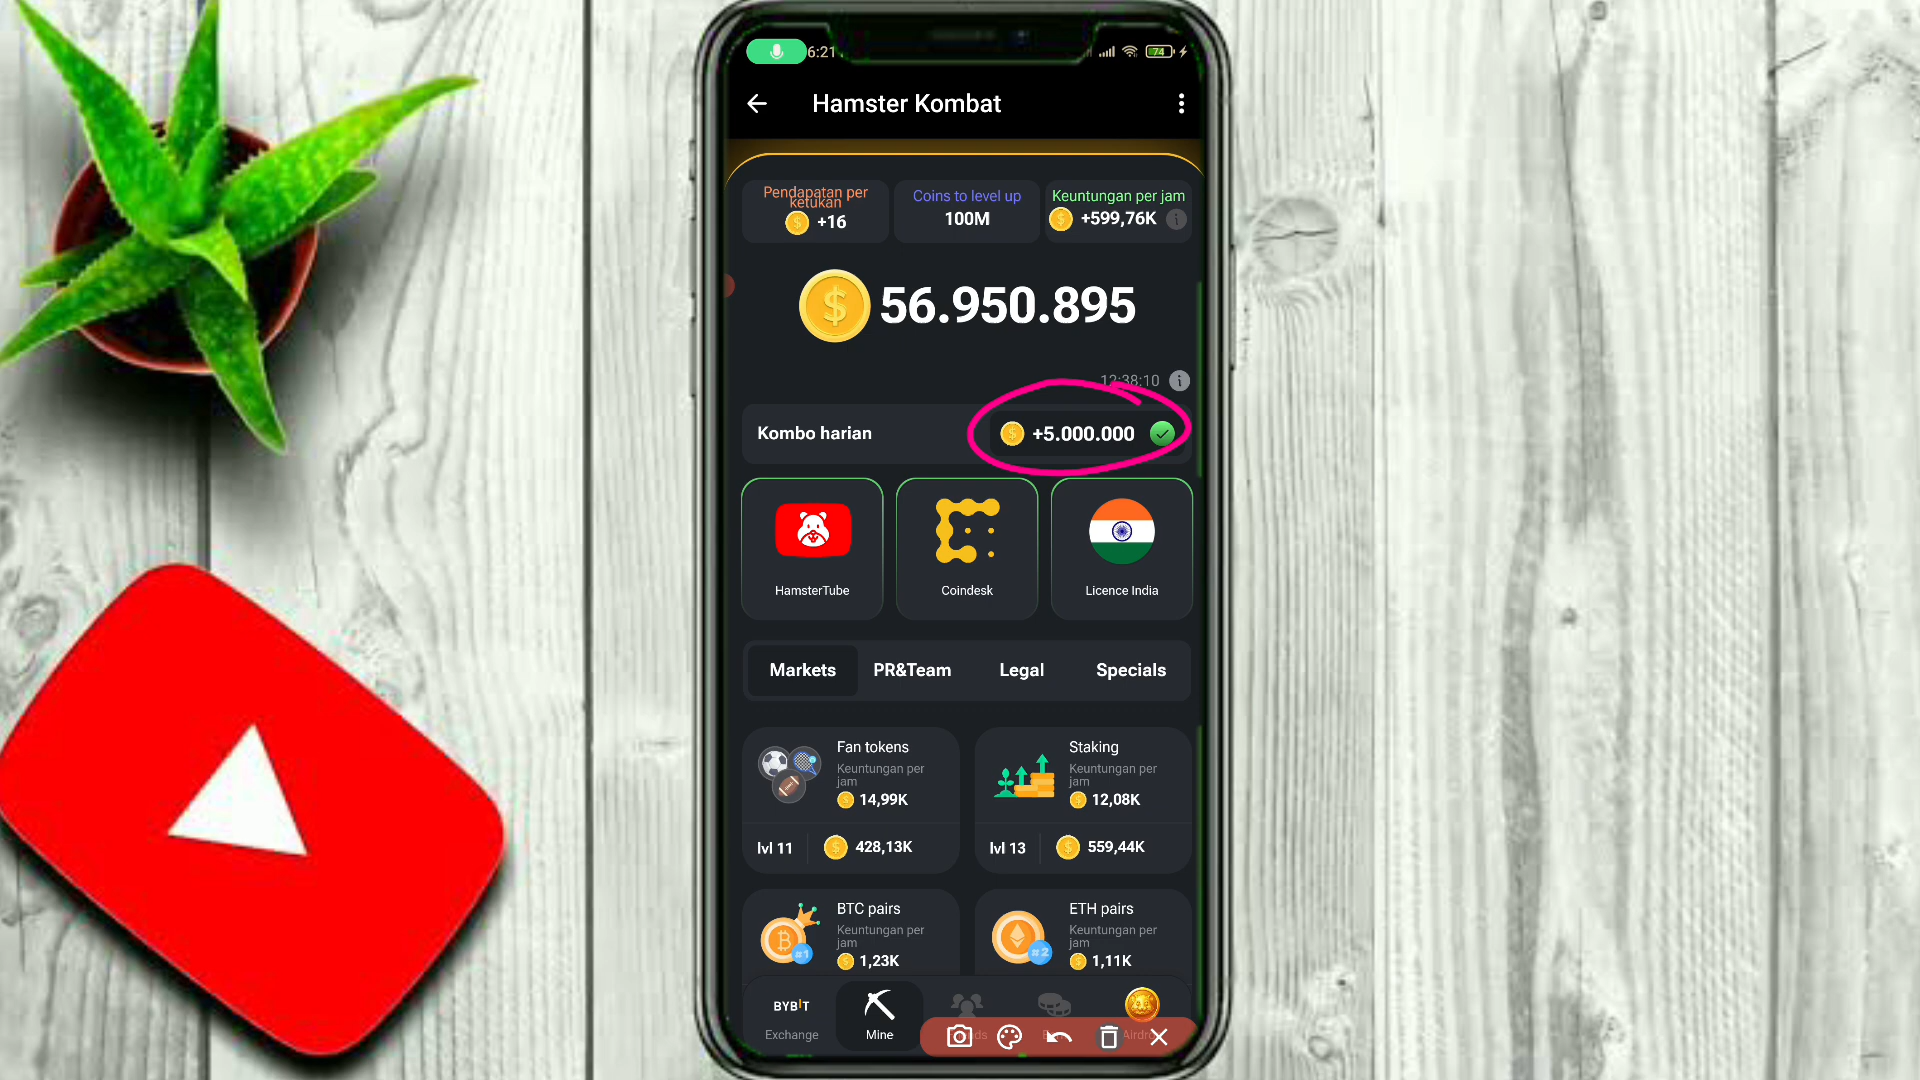 6:21
74
Hamster Kombat
Pendapatan per
ketukan
+16
Coins to level up
100M
Keuntungan per jam
+599,76K
56.950.895
12:38:10
Kombo harian
+5.000.000
HamsterTube
Coindesk
Licence India
Markets
PR&Team
Legal
Specials
Fan tokens
Keuntungan per
jam
14,99K
lvl 11
428,13K
Staking
Keuntungan per
jam
12,08K
lvl 13
559,44K
BTC pairs
Keuntungan per
jam
1,23K
#1
ETH pairs
Keuntungan per
jam
1,11K
#2
BYBIT
Exchange
Mine